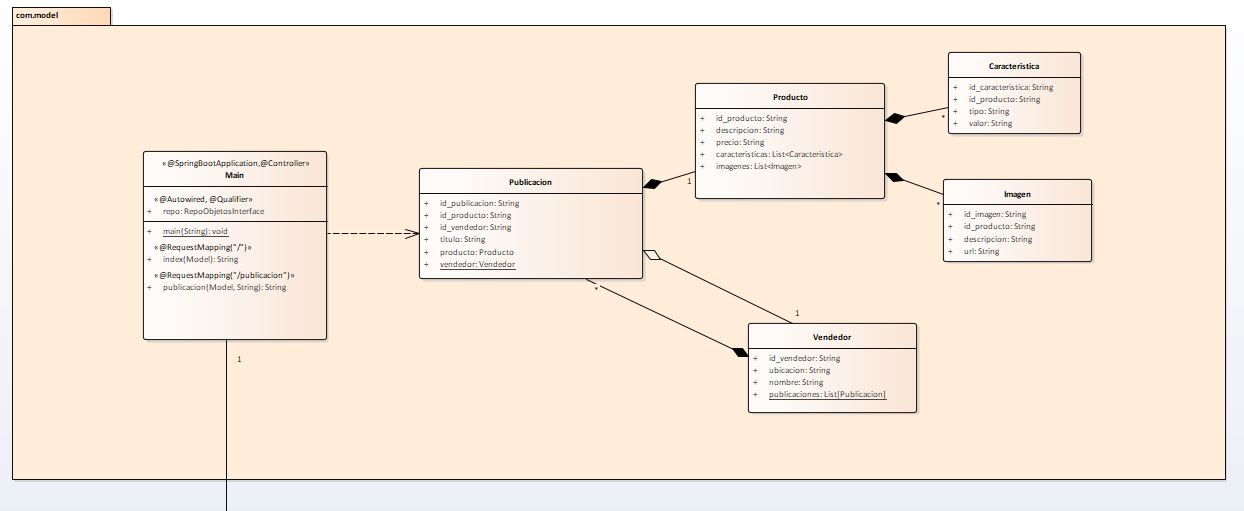 com.model
«@SpringBootApplication,@Controller»
Main
«@Autowired, @Qualifier»
+ repo: RepoObjetosInterface
+ main(String): void
«@RequestMapping("/")»
+ index(Model): String
«@RequestMapping("/publicacion")»
+ publicacion(Model, String): String
1
Publicacion
+ id_publicacion: String
+ id_producto: String
+ id_vendedor: String
+ titulo: String
+ producto: Producto
+ vendedor: Vendedor
1
Producto
+ id_producto: String
+ descripcion: String
+ precio: String
+ caracteristicas: List<Caracteristica>
+ imagenes: List<Imagen>
Caracteristica
+ id_caracteristica: String
+ id_producto: String
+ tipo: String
+ valor: String
*
Imagen
+ id_imagen: String
+ id_producto: String
+ descripcion: String
+ url: String
*
*
1
Vendedor
+ id_vendedor: String
+ ubicacion: String
+ nombre: String
+ publicaciones: List[Publicacion]